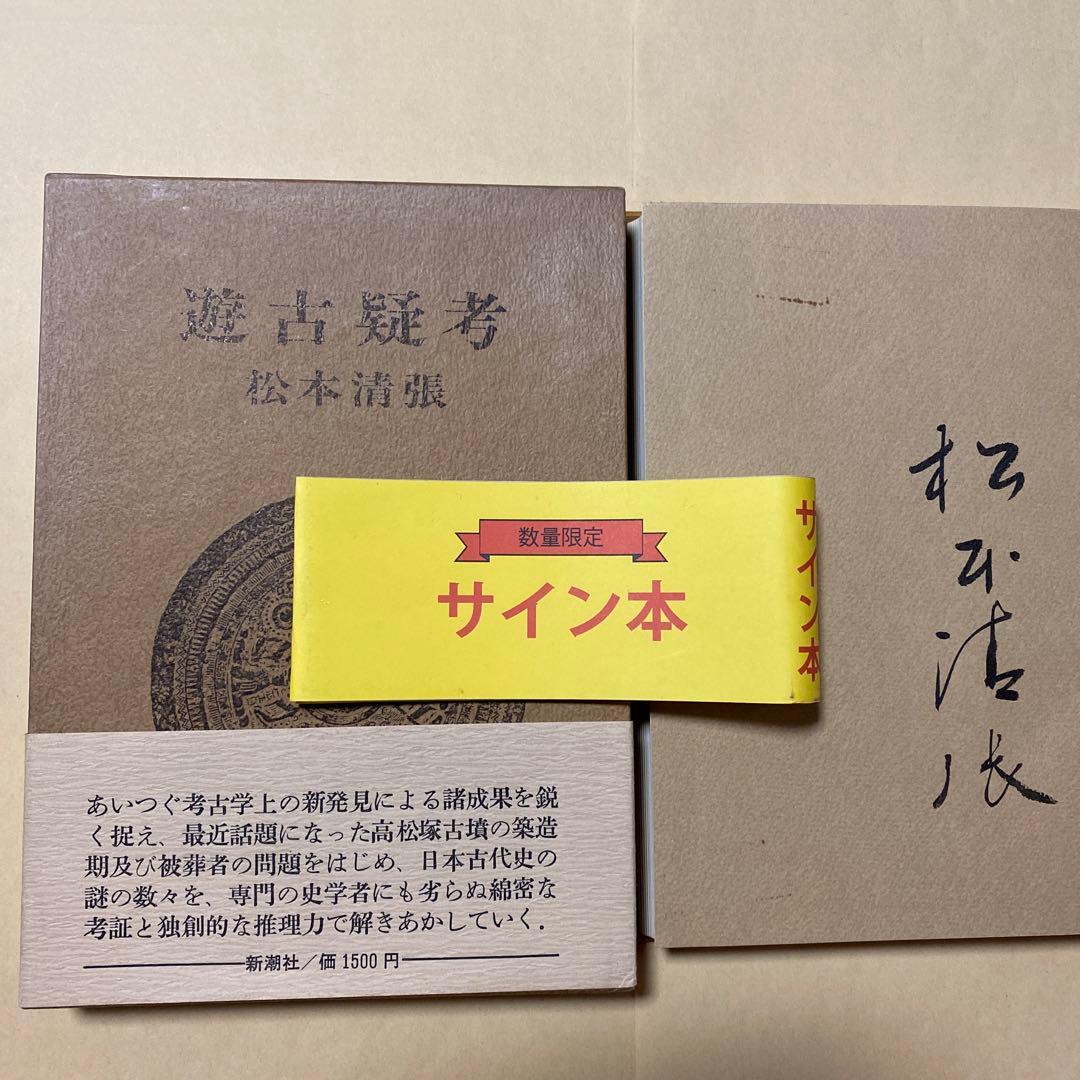 遊古疑考
松本清張
数量限定
サイン本
サイン本
あいつぐ考古学上の新発見による諸成果を鋭
く捉え、最近話題になった高松塚古墳の築造
期及び被葬者の問題をはじめ、日本古代史の
謎の数々を、専門の史学者にも劣らぬ綿密な
考証と独創的な推理力で解きあかしていく．
新潮社／価1500円
松本清張